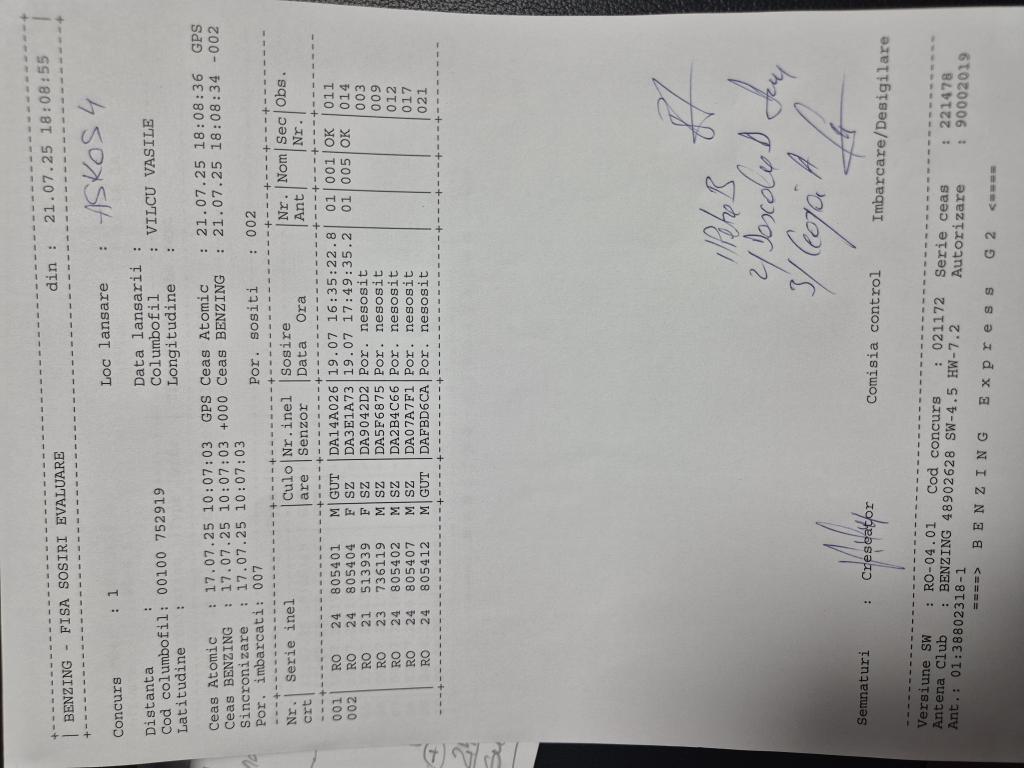 BENZING - FISA SOSIRI EVALUARE din : 21.07.25 18:08:55
Concurs : 1 Loc lansare : ASKOS 4
Data lansarii :
Distanta : Columbofil : VILCU VASILE
Cod columbofil: 00100 752919 Longitudine :
Latitudine :
Ceas Atomic : 17.07.25 10:07:03 GPS Ceas Atomic : 21.07.25 18:08:36 GPS
Ceas BENZING : 17.07.25 10:07:03 +000 Ceas BENZING : 21.07.25 18:08:34 -002
Sincronizare : 17.07.25 10:07:03
Por. imbarcati: 007 Por. sositi : 002
Nr. | Serie inel |Culo|Nr.inel |Sosire |Nr. |Nom|Sec|Obs.
crt| |are |Senzor |Data Ora |Ant | |Nr.|
001 | RO 24 805401 M|GUT |DA14A026|19.07 16:35:22.8| 01|001|OK |011
002 | RO 24 805404 F|SZ |DA3E1A73|19.07 17:49:35.2| 01|005|OK |014
| RO 21 513939 F|SZ |DA9042D2|Por. nesosit | | | |003
| RO 23 736119 M|SZ |DA5F6875|Por. nesosit | | | |009
| RO 24 805402 M|SZ |DA2B4C66|Por. nesosit | | | |012
| RO 24 805407 M|SZ |DA07A7F1|Por. nesosit | | | |017
| RO 24 805412 M|GUT |DAFBD6CA|Por. nesosit | | | |021
1/
2/
3/
Semnaturi : Crescator Comisia control Imbarcare/Desigilare
Versiune SW : RO-04.01 Cod concurs : 021172 Serie ceas : 221478
Antena Club : BENZING 48902628 SW-4.5 HW-7.2 Autorizare : 90002019
Ant.: 01:38802318-1
====> B E N Z I N G E x p r e s s G 2 <====